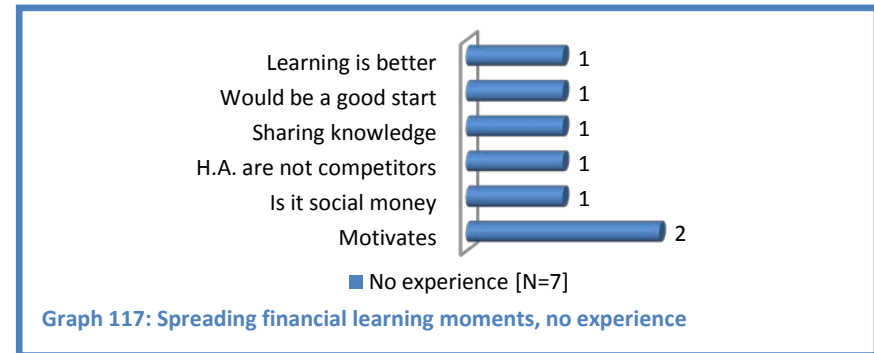 Learning is better 1
Would be a good start 1
Sharing knowledge 1
H.A. are not competitors 1
Is it social money 1
Motivates 2
No experience [N=7]
Graph 117: Spreading financial learning moments, no experience